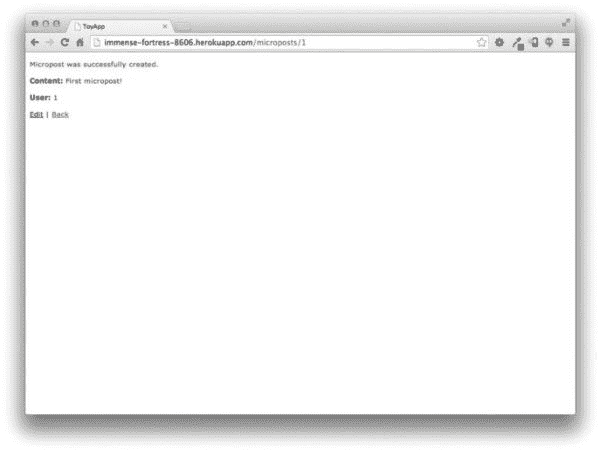 ToyApp
immense-fortress-8606.herokuapp.com/microposts/1
Micropost was successfully created.
Content: First micropost!
User: 1
Edit | Back